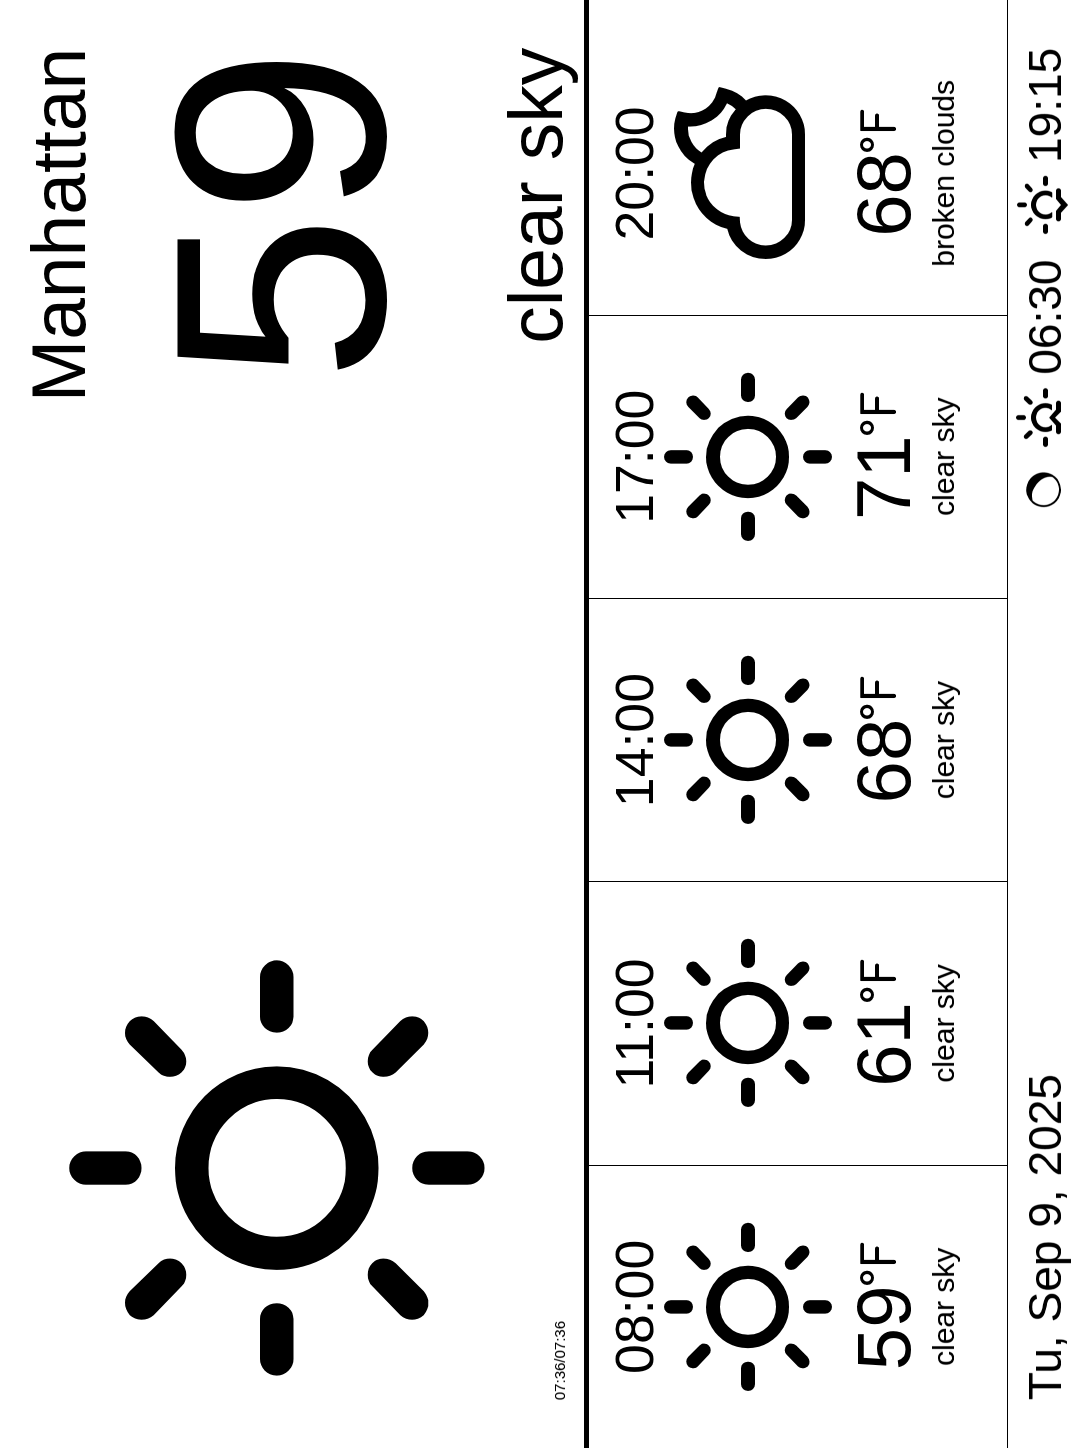 Manhattan
59
clear sky
07:36/07:36
08:00
59°F
clear sky
11:00
61°F
clear sky
14:00
68°F
clear sky
17:00
71°F
clear sky
20:00
68°F
broken clouds
Tu, Sep 9, 2025
06:30
19:15